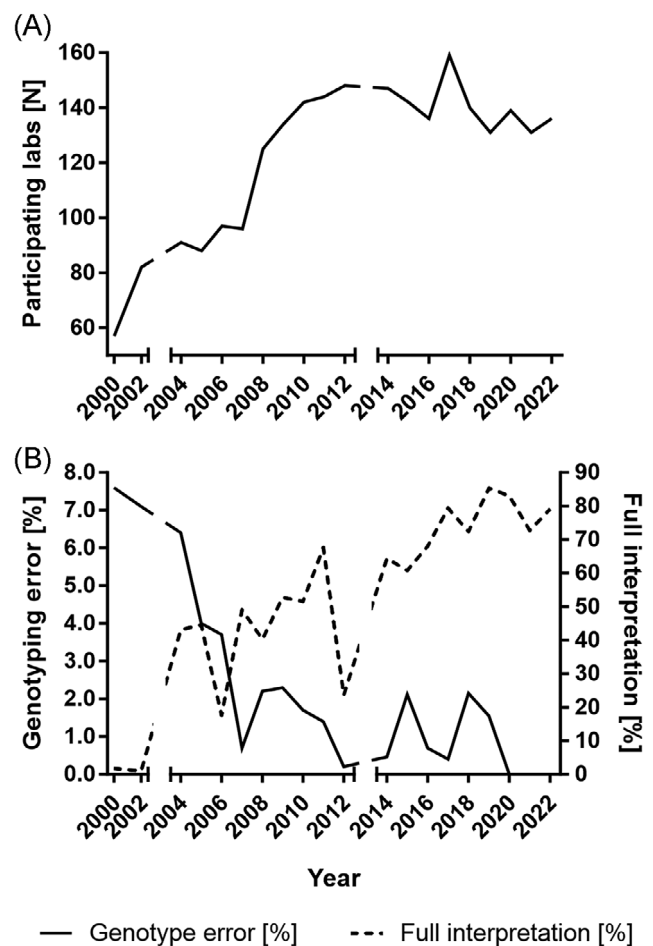 (A)
Participating labs [N]
160
140
120
100
80
60
2000 2002 2004 2006 2008 2010 2012 2014 2016 2018 2020 2022
(B)
Genotyping error [%]
8.0
7.0
6.0
5.0
4.0
3.0
2.0
1.0
0.0
90
80
70
60
50
40
30
20
10
0
Full interpretation [%]
2000 2002 2004 2006 2008 2010 2012 2014 2016 2018 2020 2022
Year
Genotype error [%] Full interpretation [%]